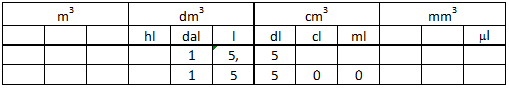 m³ dm³ cm³ mm³
hl dal l dl cl ml µl
1 5, 5
1 5 5 0 0